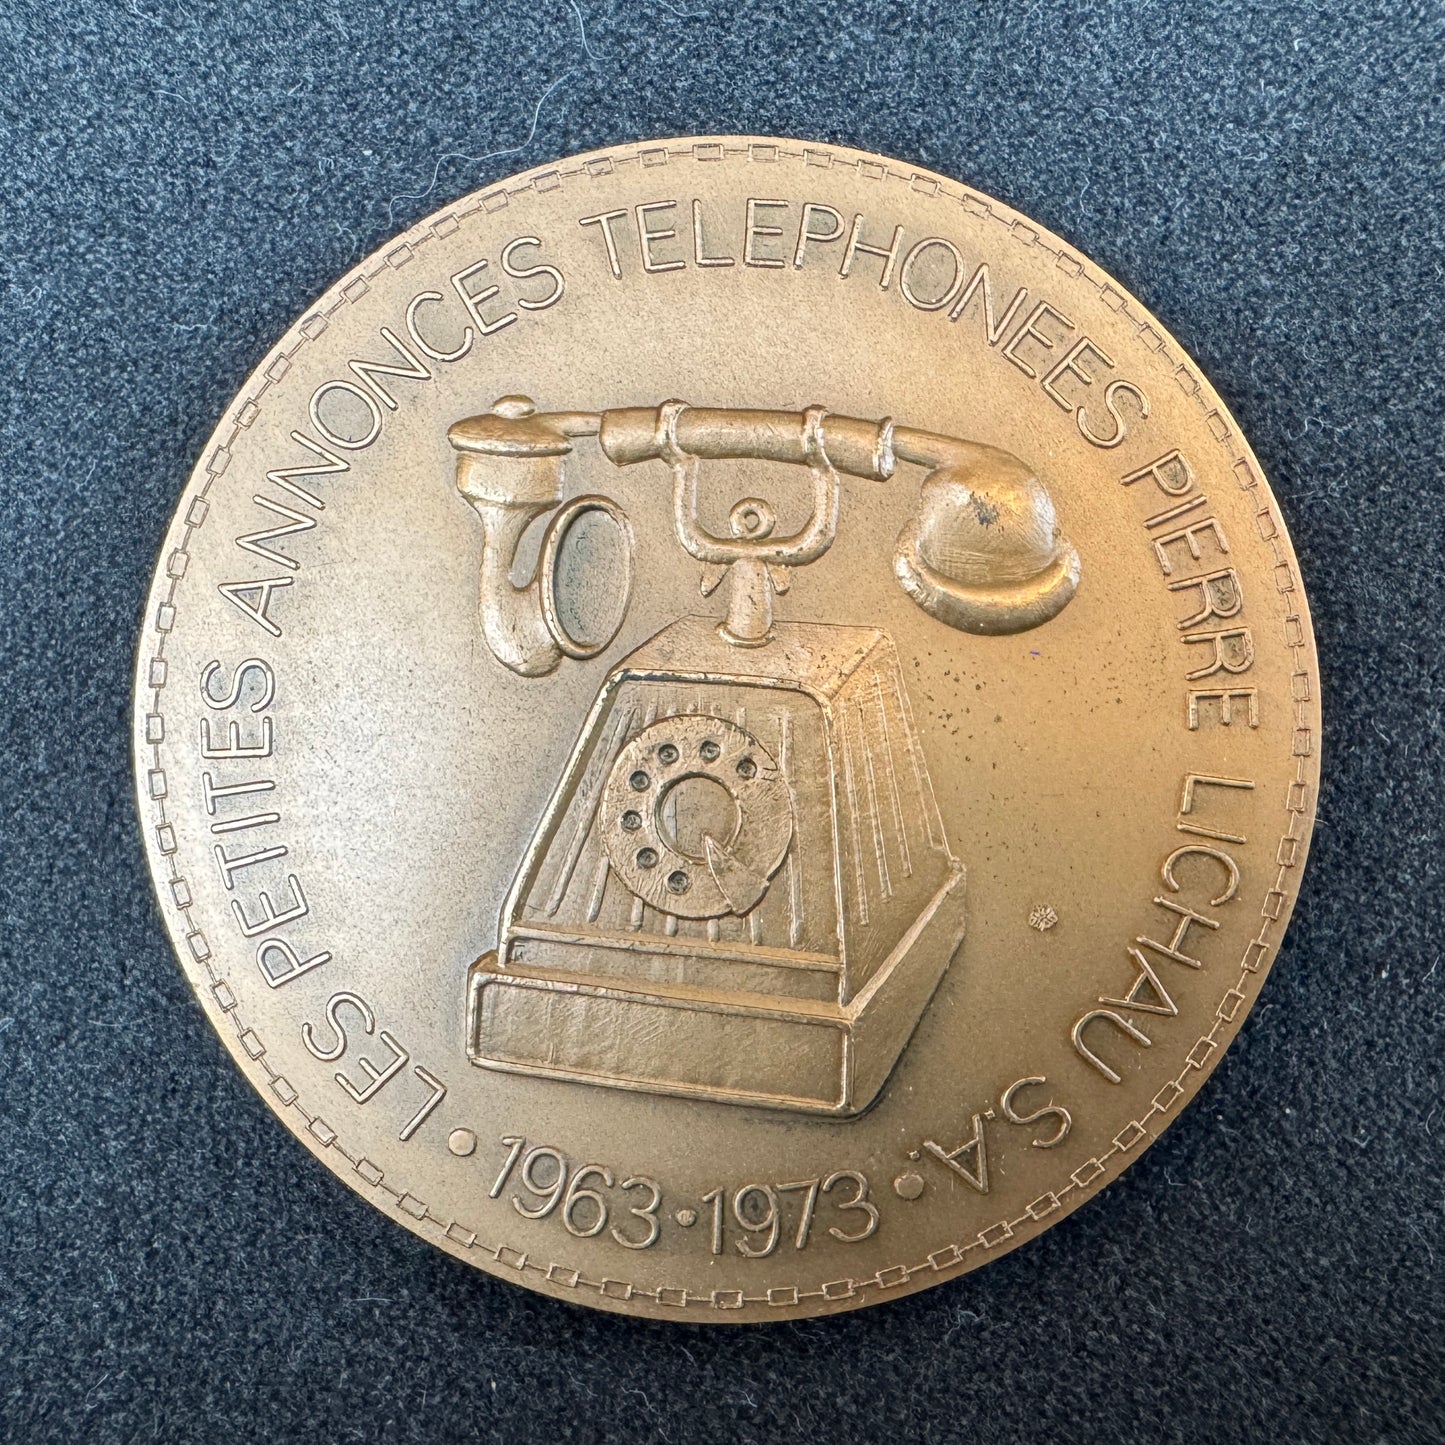 LES PETITES ANNONCES TELEPHONEES PIERRE LICHAU S.A.
• 1963 • 1973 •